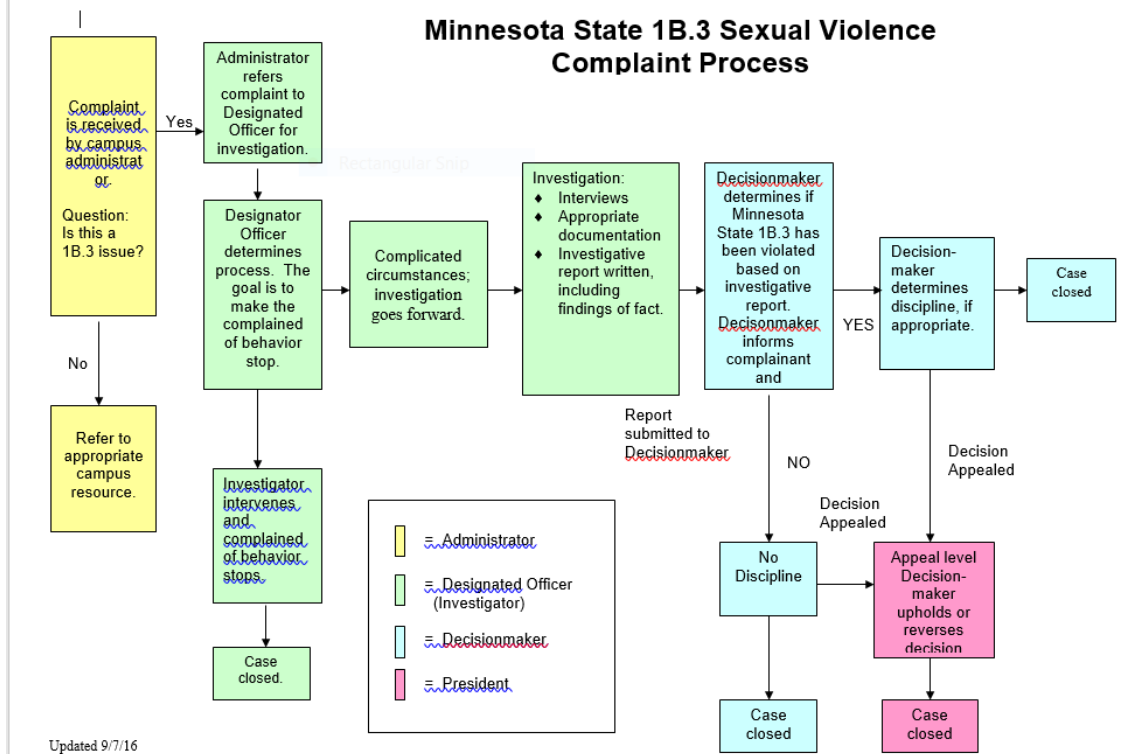 Minnesota State 1B.3 Sexual Violence
Complaint Process
Complaint
is received
by campus
administrat
or.
Question:
Is this a
1B.3 issue?
Yes
No
Refer to
appropriate
campus
resource.
Administrator
refers
complaint to
Designated
Officer for
investigation.
Rectangular Snip
Designator
Officer
determines
process. The
goal is to
make the
complained
of behavior
stop.
Investigator
intervenes
and
complained
of behavior
stops.
Case
closed.
Complicated
circumstances;
investigation
goes forward.
Investigation:
♦ Interviews
♦ Appropriate
documentation
♦ Investigative
report written,
including
findings of fact.
Report
submitted to
Decisionmaker
Decisionmaker
determines if
Minnesota
State 1B.3 has
been violated
based on
investigative
report.
Decisonmaker
informs
complainant
and
YES
NO
Decision-
maker
determines
discipline, if
appropriate.
Case
closed
Decision
Appealed
Decision
Appealed
No
Discipline
Appeal level
Decision-
maker
upholds or
reverses
decision
Case
closed
Case
closed
= Administrator
= Designated Officer
(Investigator)
= Decisionmaker
= President
Updated 9/7/16